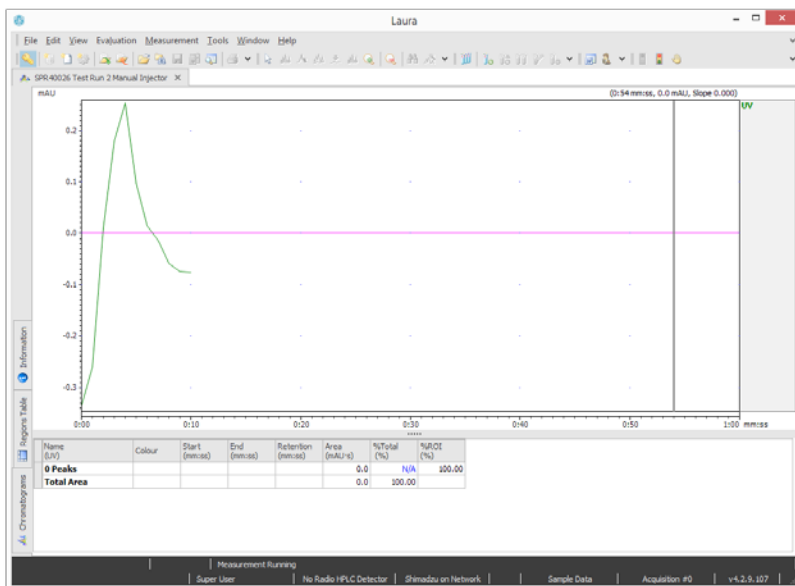 Laura
File Edit View Evaluation Measurement Tools Window Help
SPR40026 Test Run 2 Manual Injector
mAU
(0:54 mm:ss, 0.0 mAU, Slope 0.000)
UV
0.2
0.1
0.0
-0.1
-0.2
-0.3
0:00 0:10 0:20 0:30 0:40 0:50 1:00 mm:ss
Information
Regions Table
Chromatograms
Name (UV) Colour Start (mm:ss) End (mm:ss) Retention (mm:ss) Area (mAU*s) %Total (%) %ROI (%)
0 Peaks 0.0 N/A 100.00
Total Area 0.0 100.00
Measurement Running
Super User No Radio HPLC Detector Shimadzu on Network Sample Data Acquisition #0 v4.2.9.107